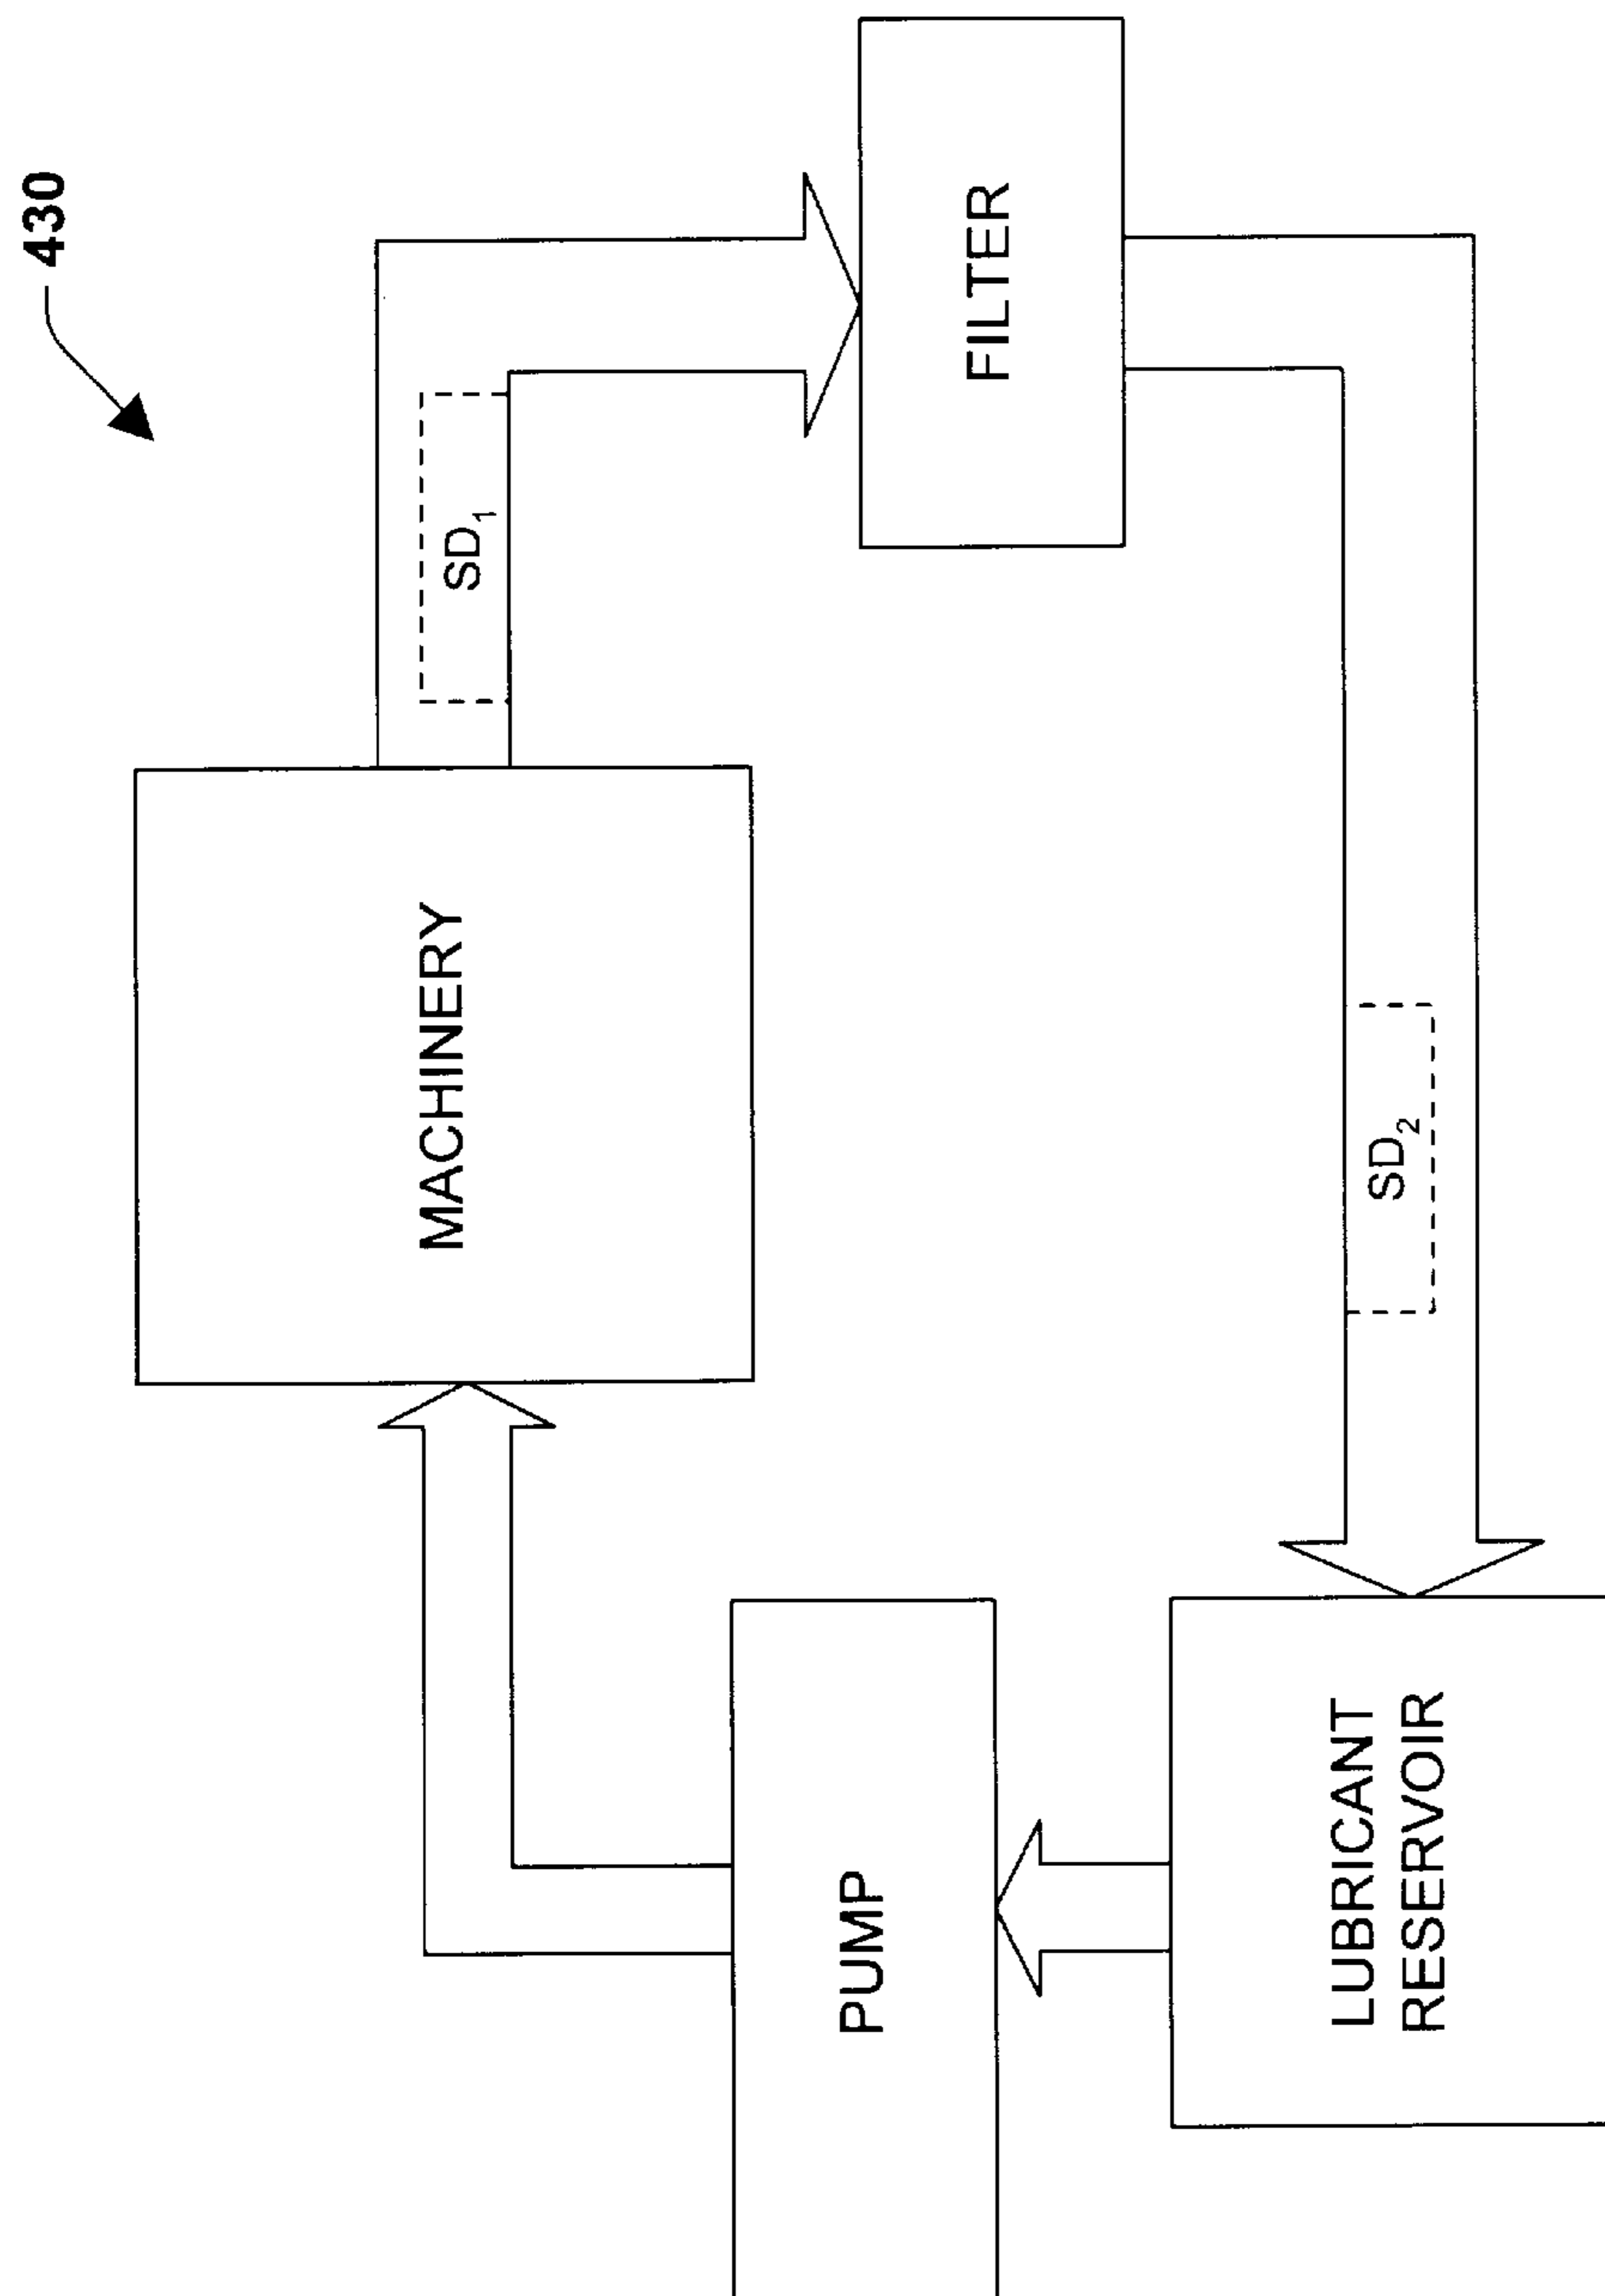 430
MACHINERY
SD₁
FILTER
PUMP
SD₂
LUBRICANT
RESERVOIR